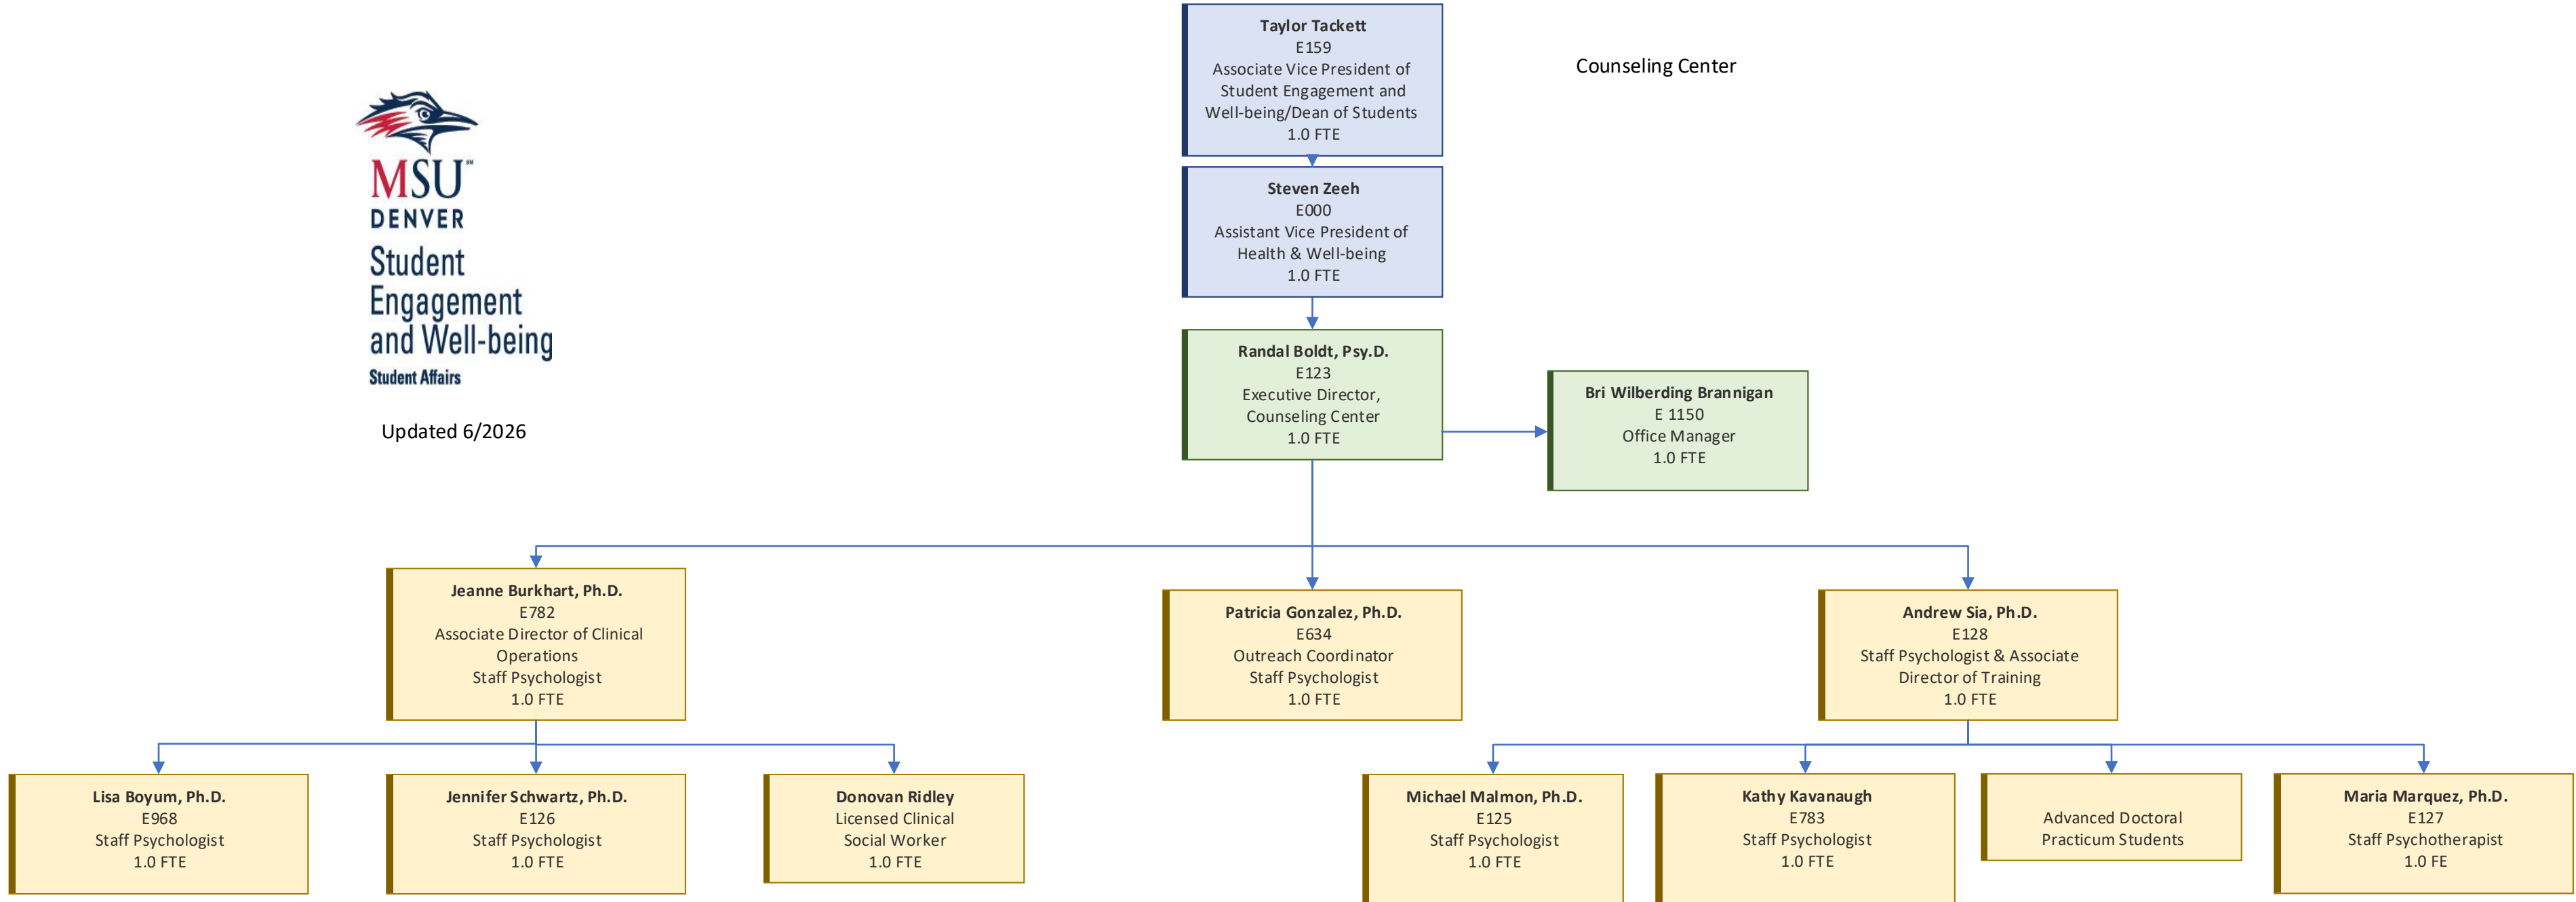 Taylor Tackett
E159
Associate Vice President of
Student Engagement and
Well-being/Dean of Students
1.0 FTE
Counseling Center
MSU℠
DENVER
Student
Engagement
and Well-being
Student Affairs
Updated 6/2026
Steven Zeeh
E000
Assistant Vice President of
Health & Well-being
1.0 FTE
Randal Boldt, Psy.D.
E123
Executive Director,
Counseling Center
1.0 FTE
Bri Wilberding Brannigan
E 1150
Office Manager
1.0 FTE
Jeanne Burkhart, Ph.D.
E782
Associate Director of Clinical
Operations
Staff Psychologist
1.0 FTE
Patricia Gonzalez, Ph.D.
E634
Outreach Coordinator
Staff Psychologist
1.0 FTE
Andrew Sia, Ph.D.
E128
Staff Psychologist & Associate
Director of Training
1.0 FTE
Lisa Boyum, Ph.D.
E968
Staff Psychologist
1.0 FTE
Jennifer Schwartz, Ph.D.
E126
Staff Psychologist
1.0 FTE
Donovan Ridley
Licensed Clinical
Social Worker
1.0 FTE
Michael Malmon, Ph.D.
E125
Staff Psychologist
1.0 FTE
Kathy Kavanaugh
E783
Staff Psychologist
1.0 FTE
Advanced Doctoral
Practicum Students
Maria Marquez, Ph.D.
E127
Staff Psychotherapist
1.0 FE